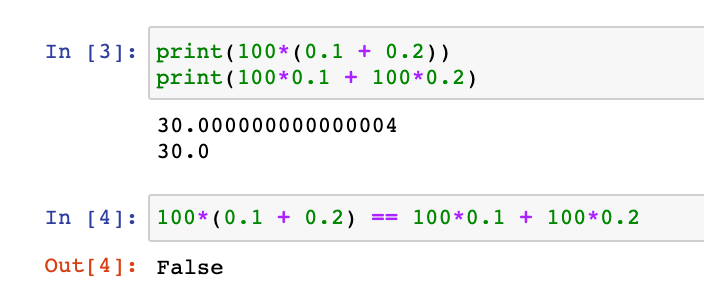 In [3]: print(100*(0.1 + 0.2))
print(100*0.1 + 100*0.2)
30.000000000000004
30.0
In [4]: 100*(0.1 + 0.2) == 100*0.1 + 100*0.2
Out[4]: False